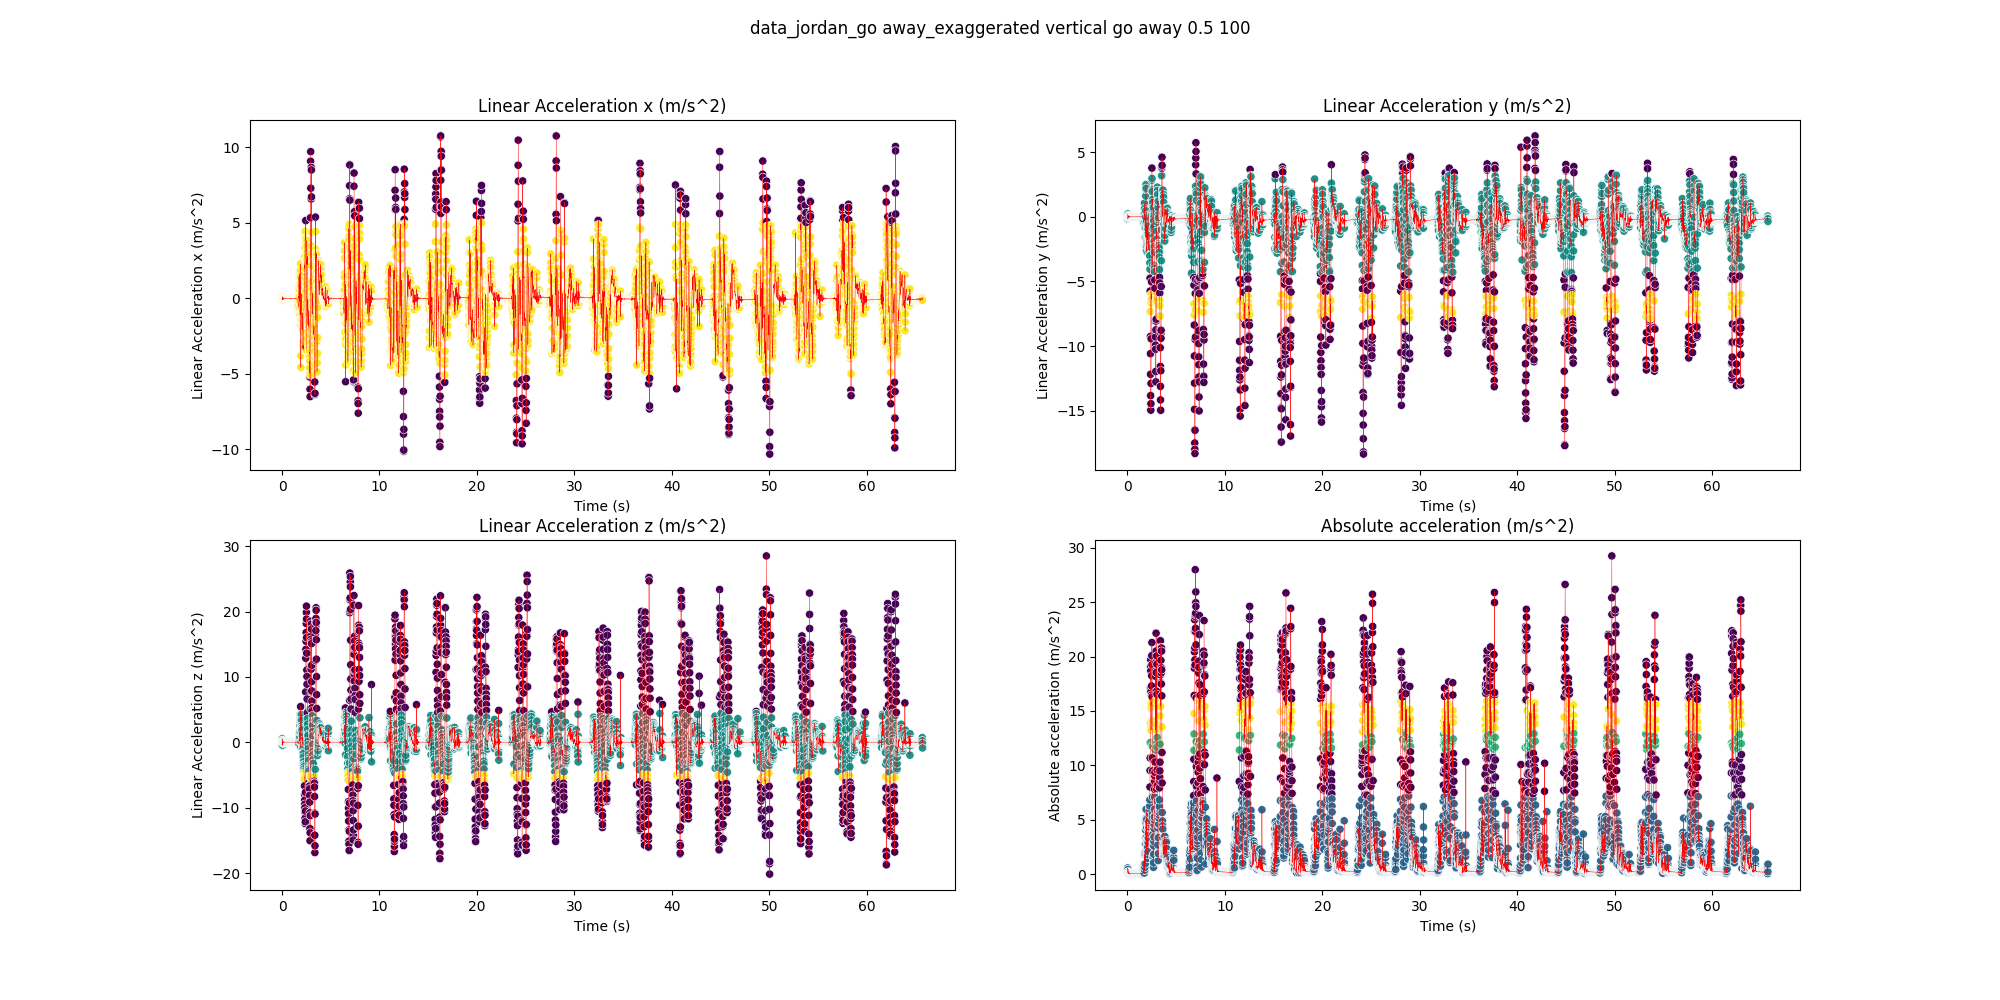 data_jordan_go away_exaggerated vertical go away 0.5 100
Linear Acceleration x (m/s^2)
Linear Acceleration x (m/s^2)
10
5
0
−5
−10
0 10 20 30 40 50 60
Time (s)
Linear Acceleration y (m/s^2)
Linear Acceleration y (m/s^2)
5
0
−5
−10
−15
0 10 20 30 40 50 60
Time (s)
Linear Acceleration z (m/s^2)
Linear Acceleration z (m/s^2)
30
20
10
0
−10
−20
0 10 20 30 40 50 60
Time (s)
Absolute acceleration (m/s^2)
Absolute acceleration (m/s^2)
30
25
20
15
10
5
0
0 10 20 30 40 50 60
Time (s)